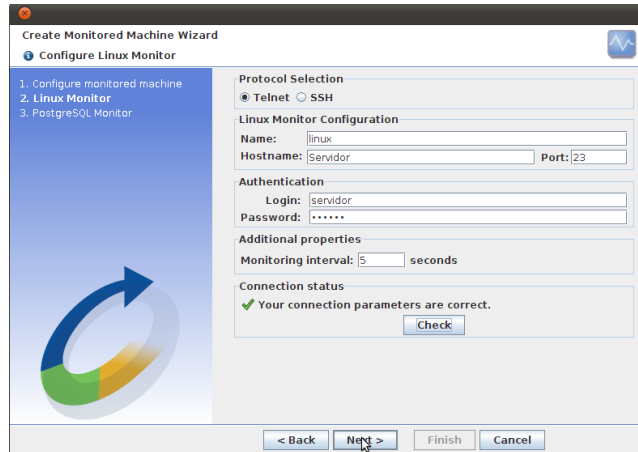 Create Monitored Machine Wizard
Configure Linux Monitor
1. Configure monitored machine
2. Linux Monitor
3. PostgreSQL Monitor
Protocol Selection
Telnet SSH
Linux Monitor Configuration
Name: linux
Hostname: Servidor Port: 23
Authentication
Login: servidor
Password: ••••••
Additional properties
Monitoring interval: 5 seconds
Connection status
Your connection parameters are correct.
Check
< Back Next > Finish Cancel